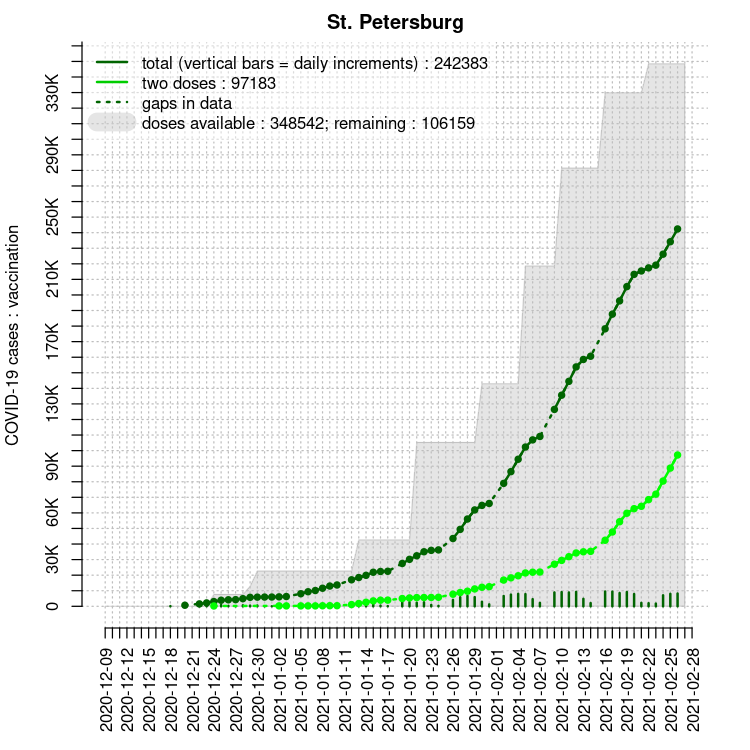 St. Petersburg
total (vertical bars = daily increments) : 242383
two doses : 97183
gaps in data
doses available : 348542; remaining : 106159
COVID-19 cases : vaccination
330K
290K
250K
210K
170K
130K
90K
60K
30K
0
2020-12-09
2020-12-12
2020-12-15
2020-12-18
2020-12-21
2020-12-24
2020-12-27
2020-12-30
2021-01-02
2021-01-05
2021-01-08
2021-01-11
2021-01-14
2021-01-17
2021-01-20
2021-01-23
2021-01-26
2021-01-29
2021-02-01
2021-02-04
2021-02-07
2021-02-10
2021-02-13
2021-02-16
2021-02-19
2021-02-22
2021-02-25
2021-02-28